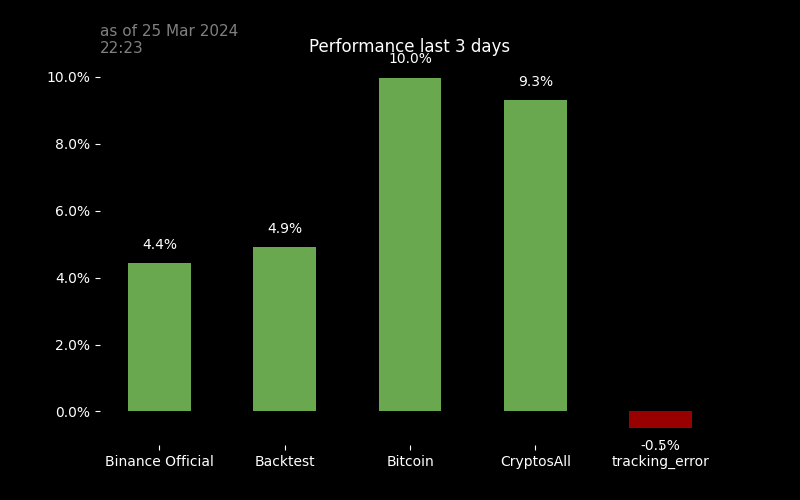 as of 25 Mar 2024
22:23
Performance last 3 days
10.0%
8.0%
6.0%
4.0%
2.0%
0.0%
4.4%
4.9%
10.0%
9.3%
-0.5%
Binance Official
Backtest
Bitcoin
CryptosAll
tracking_error